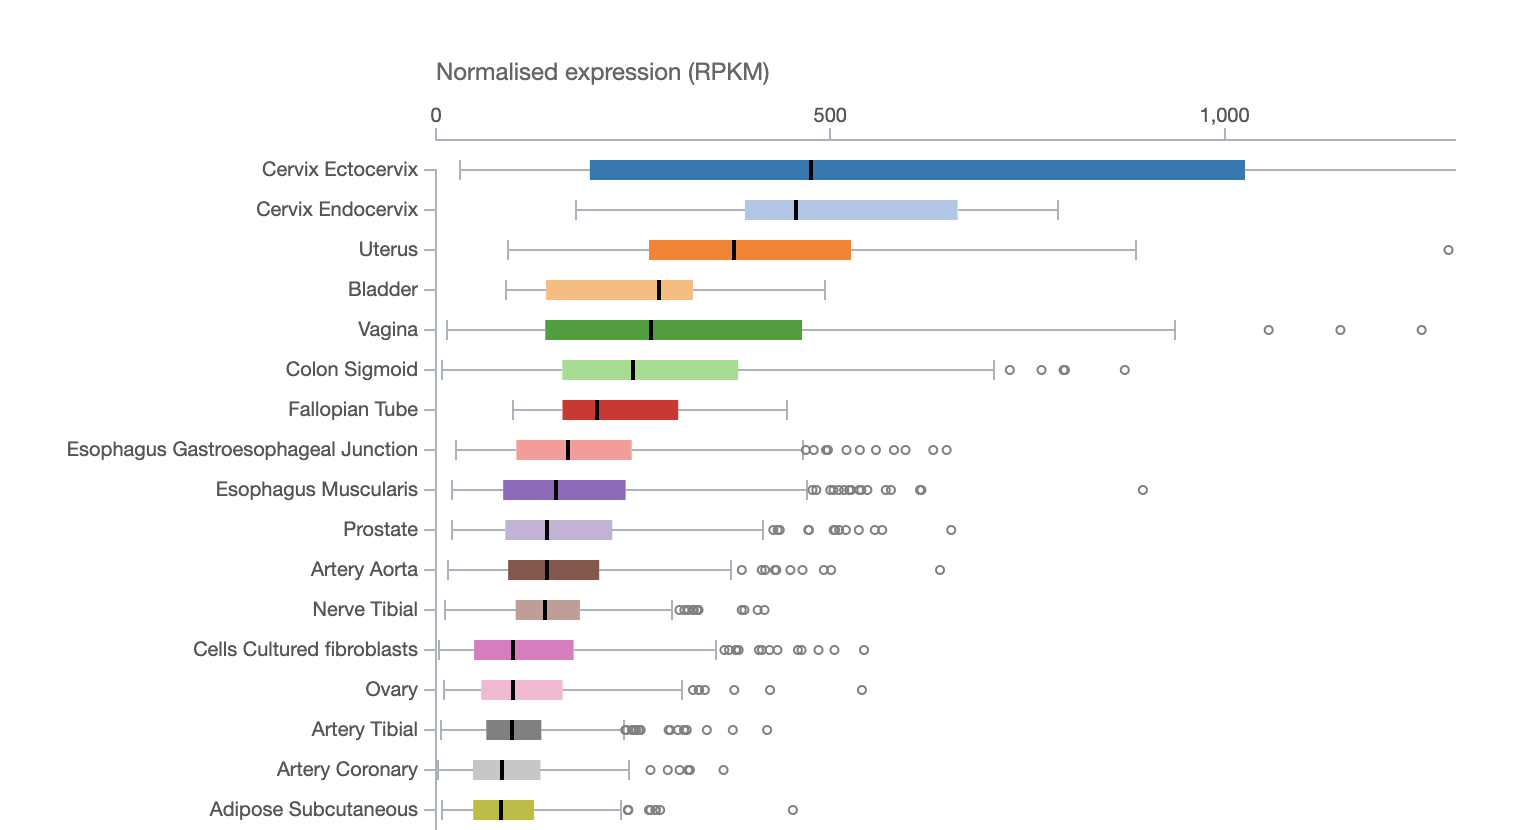 Normalised expression (RPKM)
0 500 1,000
Cervix Ectocervix
Cervix Endocervix
Uterus
Bladder
Vagina
Colon Sigmoid
Fallopian Tube
Esophagus Gastroesophageal Junction
Esophagus Muscularis
Prostate
Artery Aorta
Nerve Tibial
Cells Cultured fibroblasts
Ovary
Artery Tibial
Artery Coronary
Adipose Subcutaneous